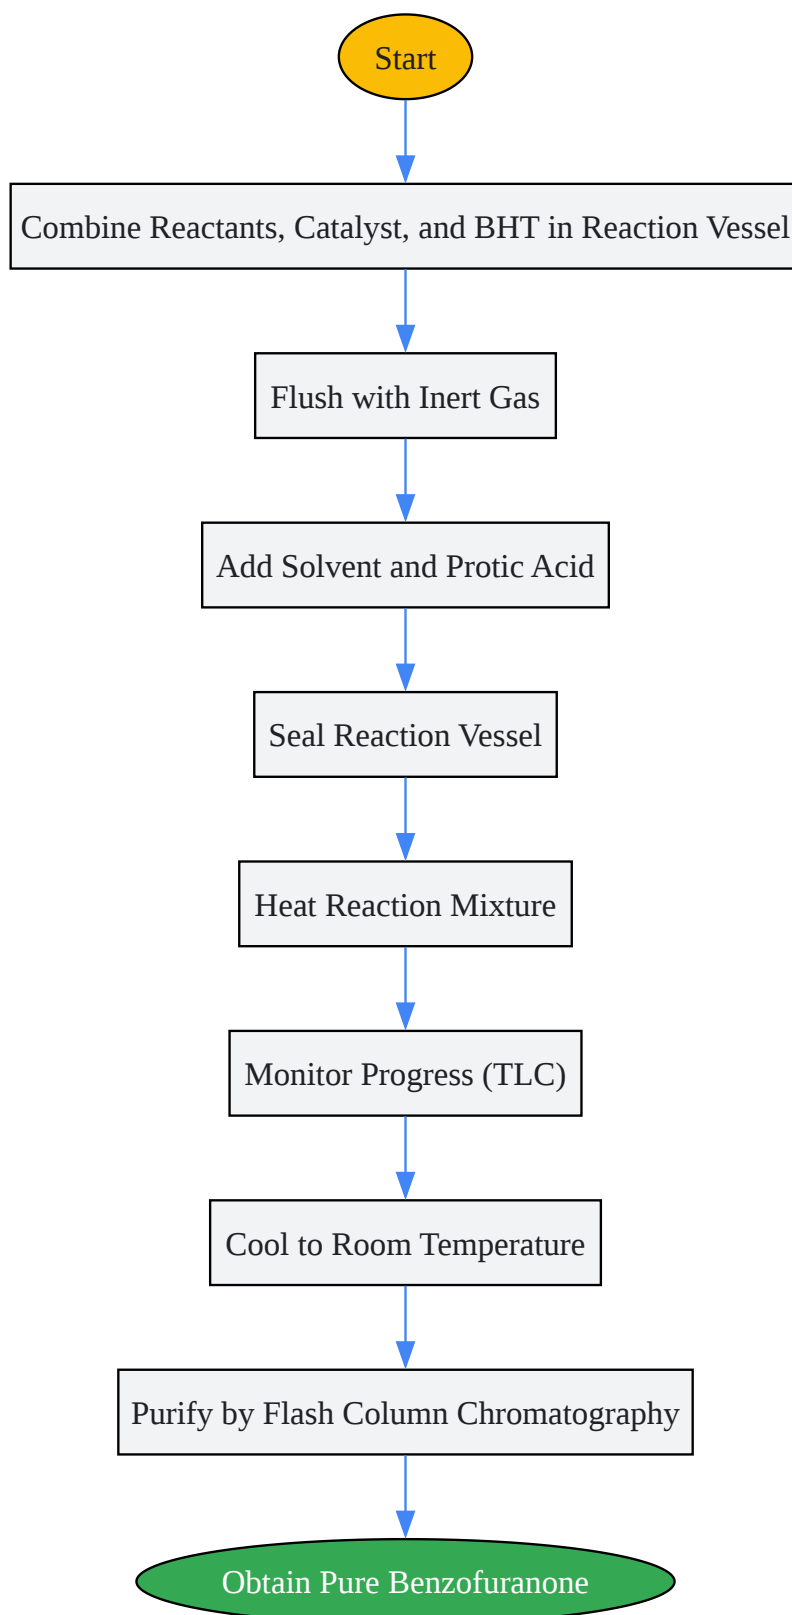 Start
Combine Reactants, Catalyst, and BHT in Reaction Vessel
Flush with Inert Gas
Add Solvent and Protic Acid
Seal Reaction Vessel
Heat Reaction Mixture
Monitor Progress (TLC)
Cool to Room Temperature
Purify by Flash Column Chromatography
Obtain Pure Benzofuranone